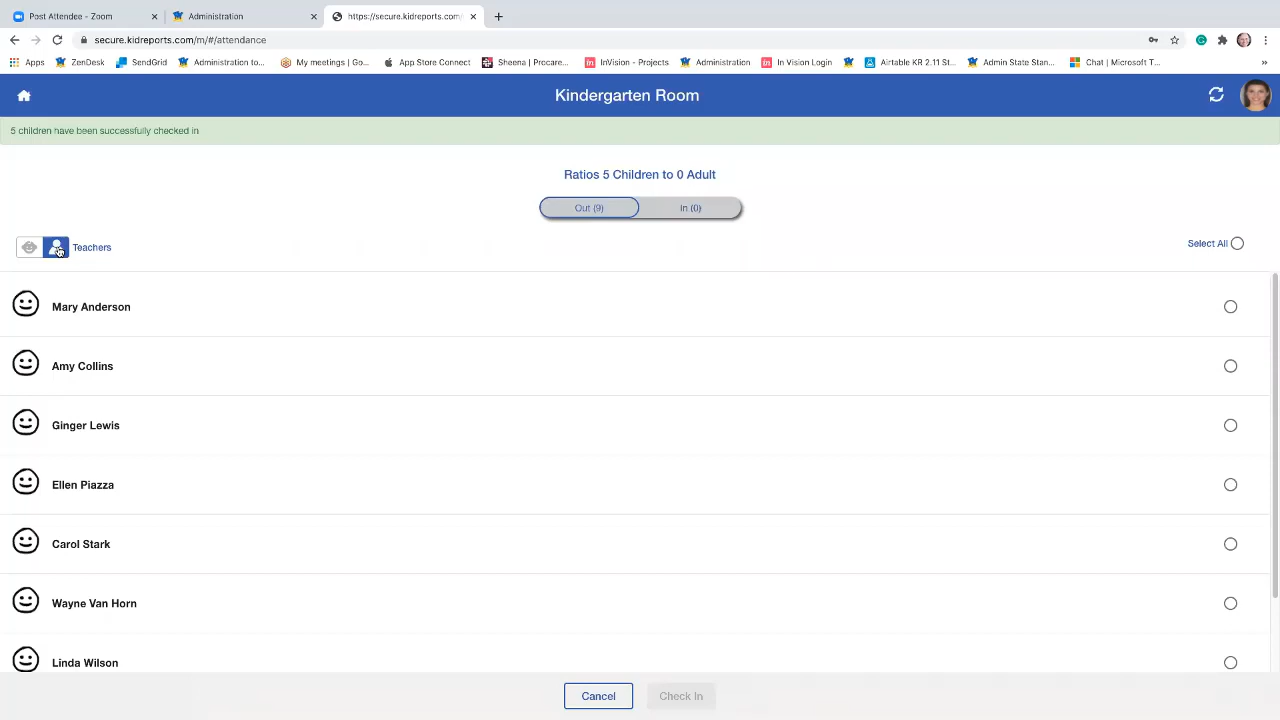 Post Attendee - Zoom
Administration
https://secure.kidreports.com/
secure.kidreports.com/m/#/attendance
Apps
ZenDesk
SendGrid
Administration to...
My meetings | Go...
App Store Connect
Sheena | Procare...
InVision - Projects
Administration
In Vision Login
Airtable KR 2.11 St...
Admin State Stan...
Chat | Microsoft T...
»
Kindergarten Room
5 children have been successfully checked in
Ratios 5 Children to 0 Adult
Out (9)
In (0)
Teachers
Select All
Mary Anderson
Amy Collins
Ginger Lewis
Ellen Piazza
Carol Stark
Wayne Van Horn
Linda Wilson
Cancel
Check In